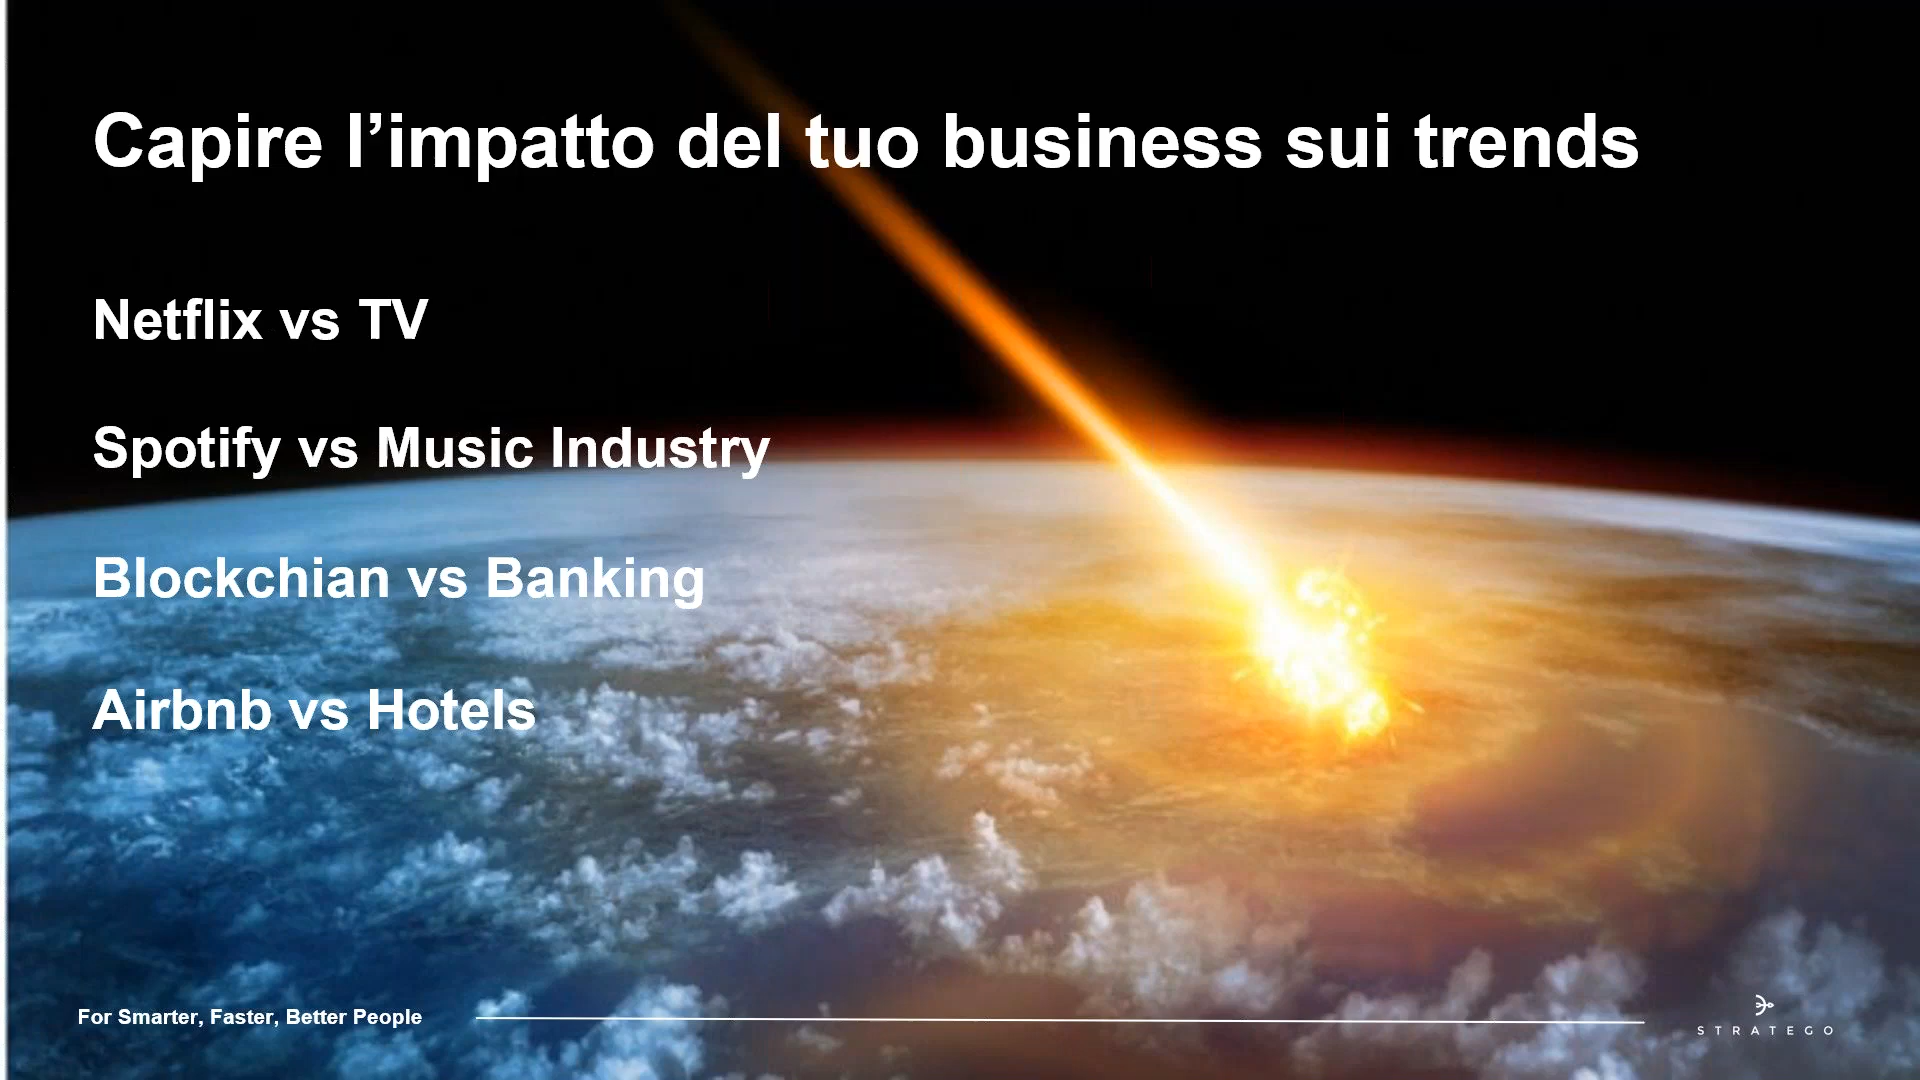 Capire l’impatto del tuo business sui trends
Netflix vs TV
Spotify vs Music Industry
Blockchian vs Banking
Airbnb vs Hotels
For Smarter, Faster, Better People
STRATEGO